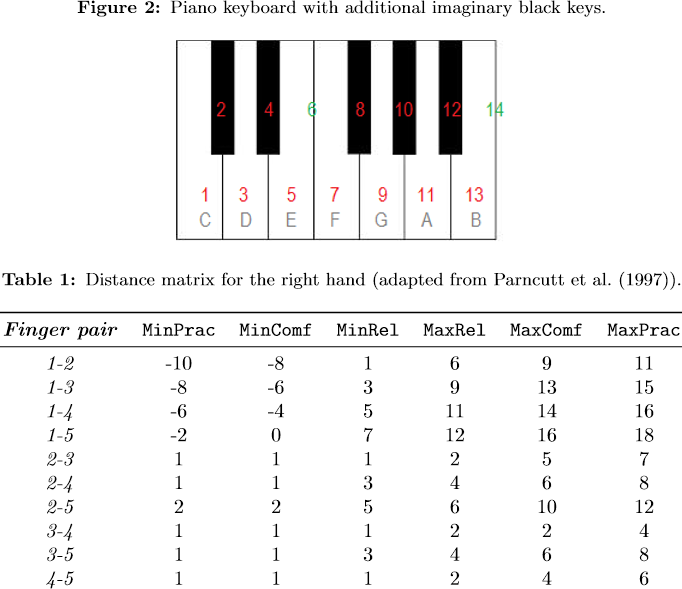 Figure 2: Piano keyboard with additional imaginary black keys.
2 4 6 8 10 12 14
1 3 5 7 9 11 13
C D E F G A B
Table 1: Distance matrix for the right hand (adapted from Parncutt et al. (1997)).
Finger pair MinPrac MinComf MinRel MaxRel MaxComf MaxPrac
1-2 -10 -8 1 6 9 11
1-3 -8 -6 3 9 13 15
1-4 -6 -4 5 11 14 16
1-5 -2 0 7 12 16 18
2-3 1 1 1 2 5 7
2-4 1 1 3 4 6 8
2-5 2 2 5 6 10 12
3-4 1 1 1 2 2 4
3-5 1 1 3 4 6 8
4-5 1 1 1 2 4 6